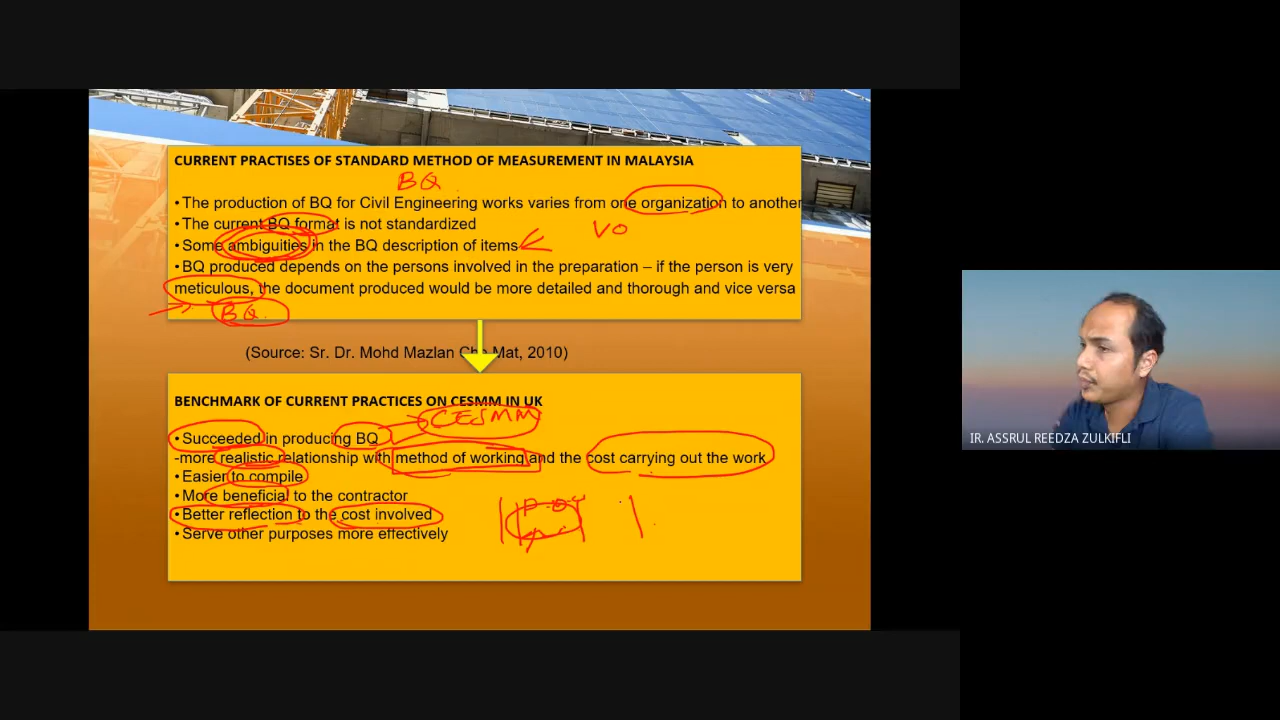 CURRENT PRACTISES OF STANDARD METHOD OF MEASUREMENT IN MALAYSIA
BQ
•The production of BQ for Civil Engineering works varies from one organization to another
•The current BQ format is not standardized
VO
•Some ambiguities in the BQ description of items
•BQ produced depends on the persons involved in the preparation – if the person is very
meticulous, the document produced would be more detailed and thorough and vice versa
BQ
(Source: Sr. Dr. Mohd Mazlan Che Mat, 2010)
BENCHMARK OF CURRENT PRACTICES ON CESMM IN UK
CESMM
•Succeeded in producing BQ
-more realistic relationship with method of working and the cost carrying out the work
•Easier to compile
•More beneficial to the contractor
•Better reflection to the cost involved
•Serve other purposes more effectively
IR. ASSRUL REEDZA ZULKIFLI